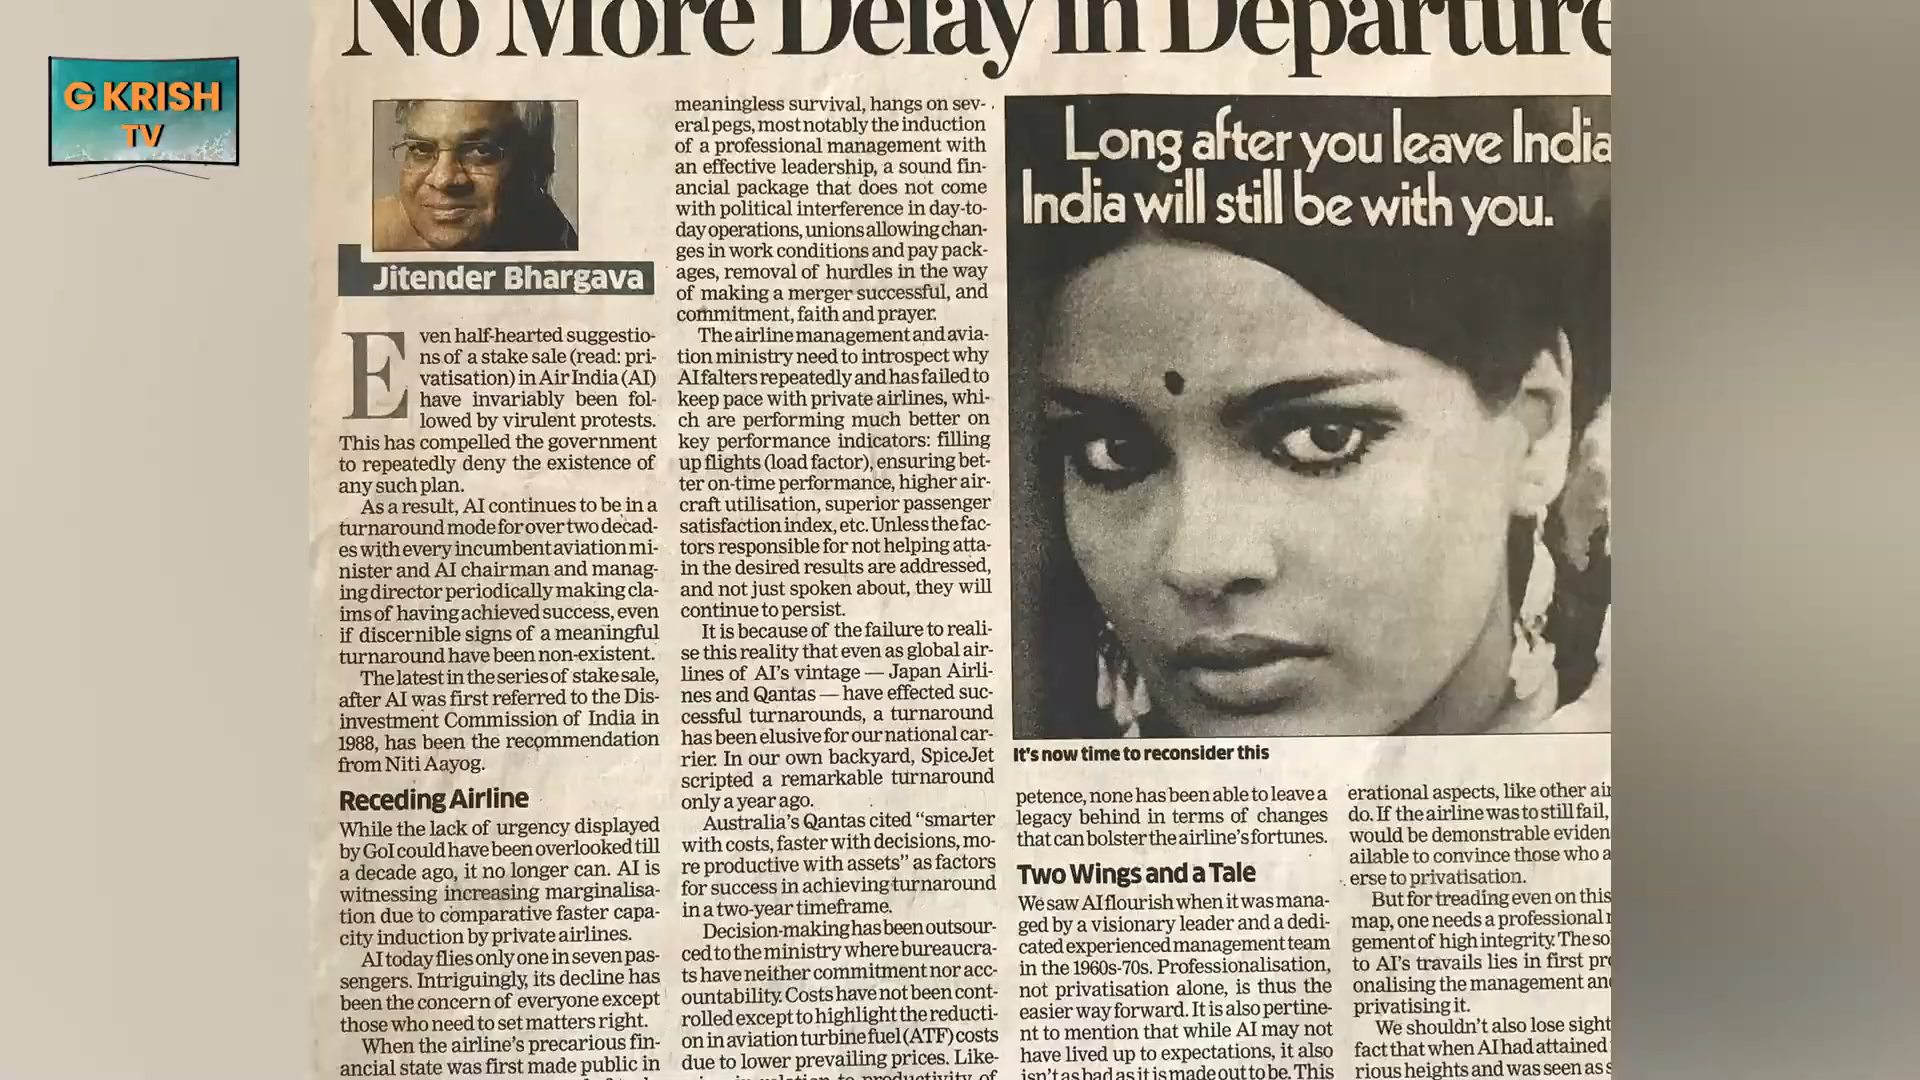 G KRISH
TV
No More Delay in Departure
Jitender Bhargava
Even half-hearted suggestio-
ns of a stake sale (read: pri-
vatisation) in Air India (AI)
have invariably been fol-
lowed by virulent protests.
This has compelled the government
to repeatedly deny the existence of
any such plan.
As a result, AI continues to be in a
turnaround mode for over two decad-
es with every incumbent aviation mi-
nister and AI chairman and manag-
ing director periodically making cla-
ims of having achieved success, even
if discernible signs of a meaningful
turnaround have been non-existent.
The latest in the series of stake sale,
after AI was first referred to the Dis-
investment Commission of India in
1988, has been the recommendation
from Niti Aayog.
Receding Airline
While the lack of urgency displayed
by GoI could have been overlooked till
a decade ago, it no longer can. AI is
witnessing increasing marginalisa-
tion due to comparative faster capa-
city induction by private airlines.
AI today flies only one in seven pas-
sengers. Intriguingly, its decline has
been the concern of everyone except
those who need to set matters right.
When the airline's precarious fin-
ancial state was first made public in
meaningless survival, hangs on sev-
eral pegs, most notably the induction
of a professional management with
an effective leadership, a sound fin-
ancial package that does not come
with political interference in day-to-
day operations, unions allowing chan-
ges in work conditions and pay pack-
ages, removal of hurdles in the way
of making a merger successful, and
commitment, faith and prayer.
The airline management and avia-
tion ministry need to introspect why
AI falters repeatedly and has failed to
keep pace with private airlines, whi-
ch are performing much better on
key performance indicators: filling
up flights (load factor), ensuring bet-
ter on-time performance, higher air-
craft utilisation, superior passenger
satisfaction index, etc. Unless the fac-
tors responsible for not helping atta-
in the desired results are addressed,
and not just spoken about, they will
continue to persist.
It is because of the failure to reali-
se this reality that even as global air-
lines of AI's vintage — Japan Airli-
nes and Qantas — have effected suc-
cessful turnarounds, a turnaround
has been elusive for our national car-
rier. In our own backyard, SpiceJet
scripted a remarkable turnaround
only a year ago.
Australia's Qantas cited "smarter
with costs, faster with decisions, mo-
re productive with assets" as factors
for success in achieving turnaround
in a two-year timeframe.
Decision-making has been outsour-
ced to the ministry where bureaucra-
ts have neither commitment nor acc-
ountability. Costs have not been cont-
rolled except to highlight the reducti-
on in aviation turbine fuel (ATF) costs
due to lower prevailing prices. Like-
Long after you leave India
India will still be with you.
It's now time to reconsider this
petence, none has been able to leave a
legacy behind in terms of changes
that can bolster the airline's fortunes.
Two Wings and a Tale
We saw AI flourish when it was mana-
ged by a visionary leader and a dedi-
cated experienced management team
in the 1960s-70s. Professionalisation,
not privatisation alone, is thus the
easier way forward. It is also pertine-
nt to mention that while AI may not
have lived up to expectations, it also
isn't as bad as it is made out to be. This
erational aspects, like other air
do. If the airline was to still fail,
would be demonstrable eviden
ailable to convince those who a
erse to privatisation.
But for treading even on this
map, one needs a professional
gement of high integrity. The so
to AI's travails lies in first pr
onalising the management an
privatising it.
We shouldn't also lose sight
fact that when AI had attained
rious heights and was seen as s